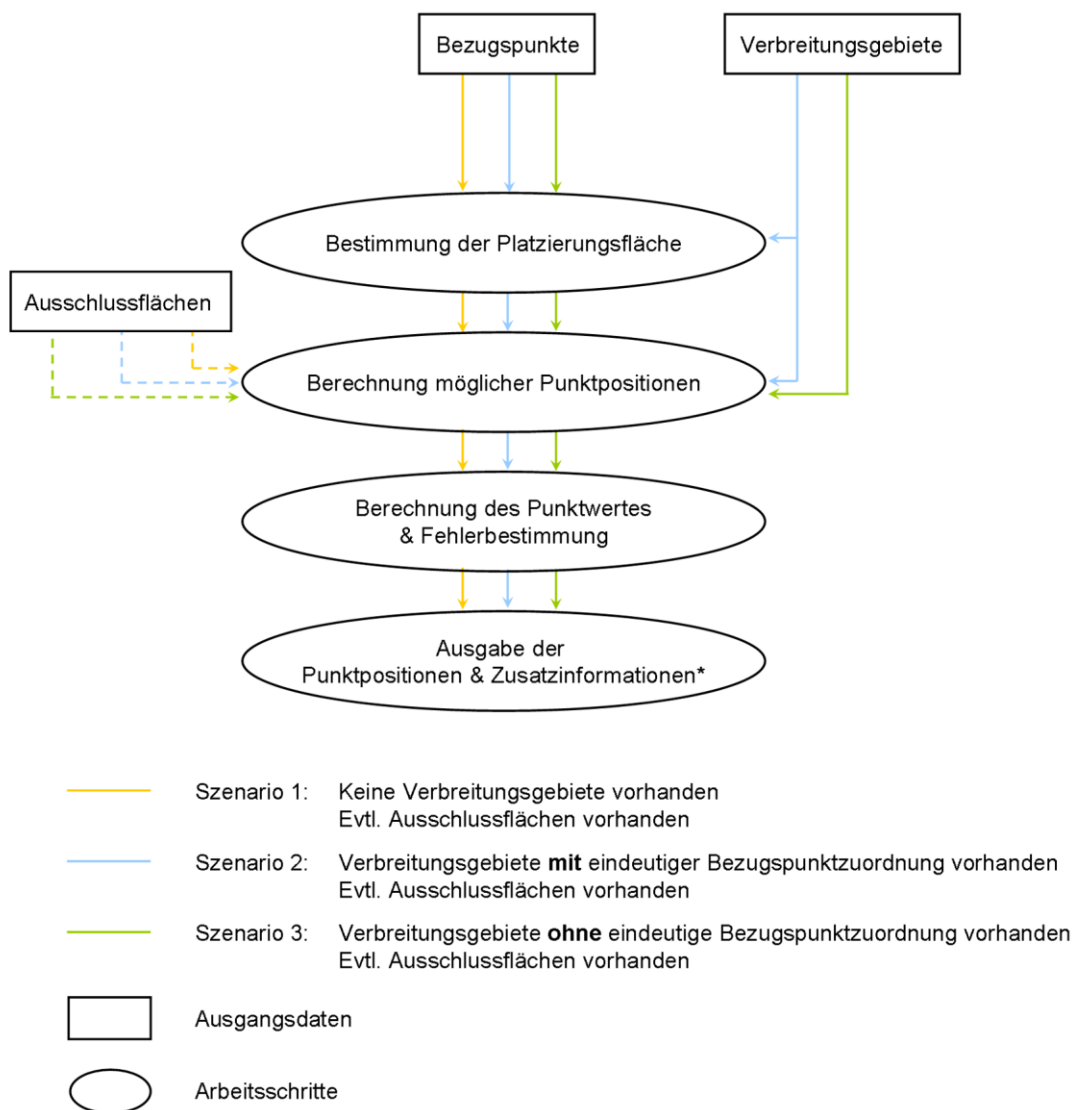 Bezugspunkte
Verbreitungsgebiete
Bestimmung der Platzierungsfläche
Ausschlussflächen
Berechnung möglicher Punktpositionen
Berechnung des Punktwertes
& Fehlerbestimmung
Ausgabe der
Punktpositionen & Zusatzinformationen*
Szenario 1: Keine Verbreitungsgebiete vorhanden
Evtl. Ausschlussflächen vorhanden
Szenario 2: Verbreitungsgebiete mit eindeutiger Bezugspunktzuordnung vorhanden
Evtl. Ausschlussflächen vorhanden
Szenario 3: Verbreitungsgebiete ohne eindeutige Bezugspunktzuordnung vorhanden
Evtl. Ausschlussflächen vorhanden
Ausgangsdaten
Arbeitsschritte